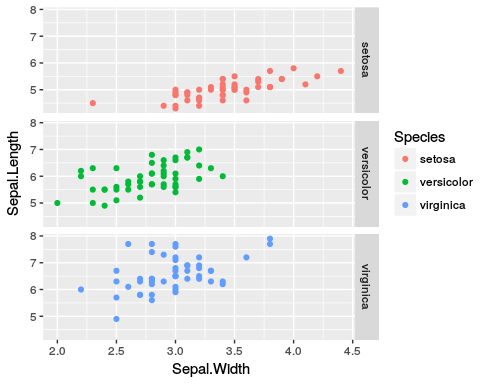 8
7
6
5
setosa
8
7
6
5
versicolor
8
7
6
5
virginica
2.0 2.5 3.0 3.5 4.0 4.5
Sepal.Width
Sepal.Length
Species
setosa
versicolor
virginica